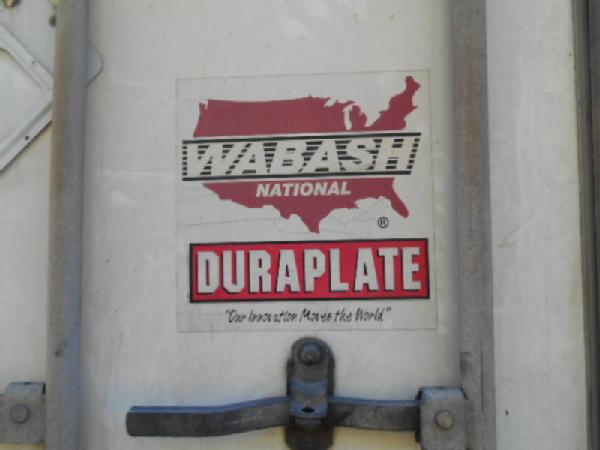 WABASH
NATIONAL
®
DURAPLATE
"Our Innovation Moves the World"